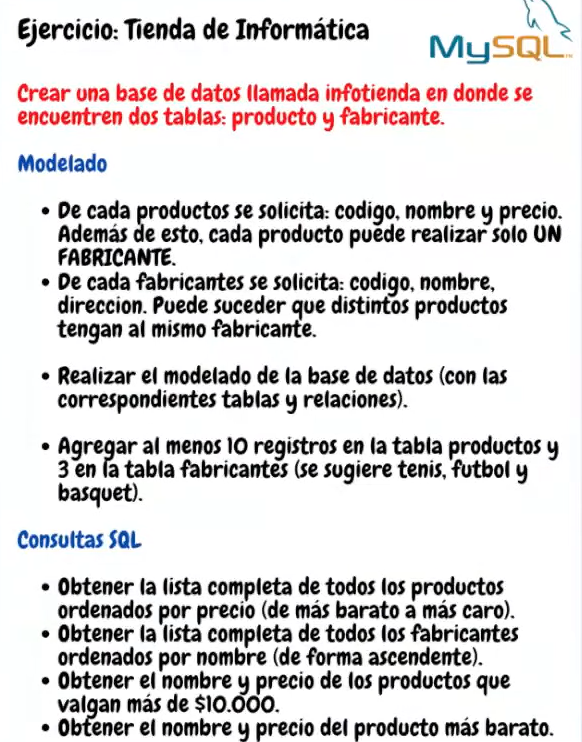 Ejercicio: Tienda de Informática
MySQL
Crear una base de datos llamada infotienda en donde se
encuentren dos tablas: producto y fabricante.
Modelado
• De cada productos se solicita: codigo, nombre y precio.
Además de esto, cada producto puede realizar solo UN
FABRICANTE.
• De cada fabricantes se solicita: codigo, nombre,
direccion. Puede suceder que distintos productos
tengan al mismo fabricante.
• Realizar el modelado de la base de datos (con las
correspondientes tablas y relaciones).
• Agregar al menos 10 registros en la tabla productos y
3 en la tabla fabricantes (se sugiere tenis, futbol y
basquet).
Consultas SQL
• Obtener la lista completa de todos los productos
ordenados por precio (de más barato a más caro).
• Obtener la lista completa de todos los fabricantes
ordenados por nombre (de forma ascendente).
• Obtener el nombre y precio de los productos que
valgan más de $10.000.
• Obtener el nombre y precio del producto más barato.